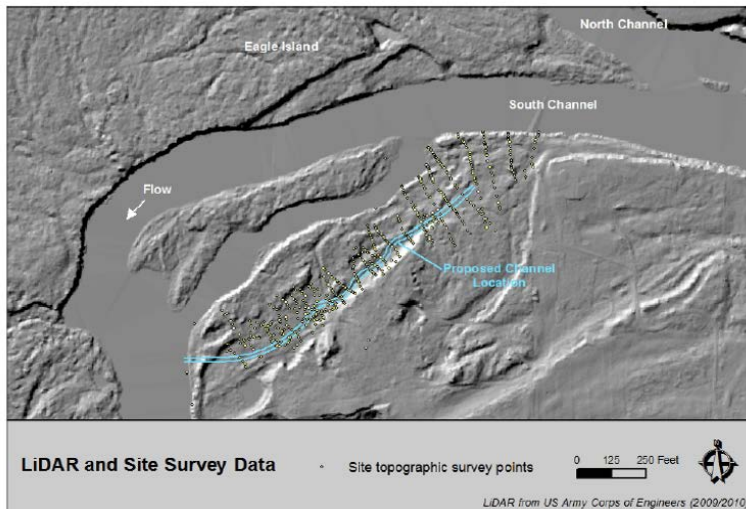 North Channel
Eagle Island
South Channel
Flow
Proposed Channel
Location
LiDAR and Site Survey Data
Site topographic survey points
0 125 250 Feet
LiDAR from US Army Corps of Engineers (2009/2010)